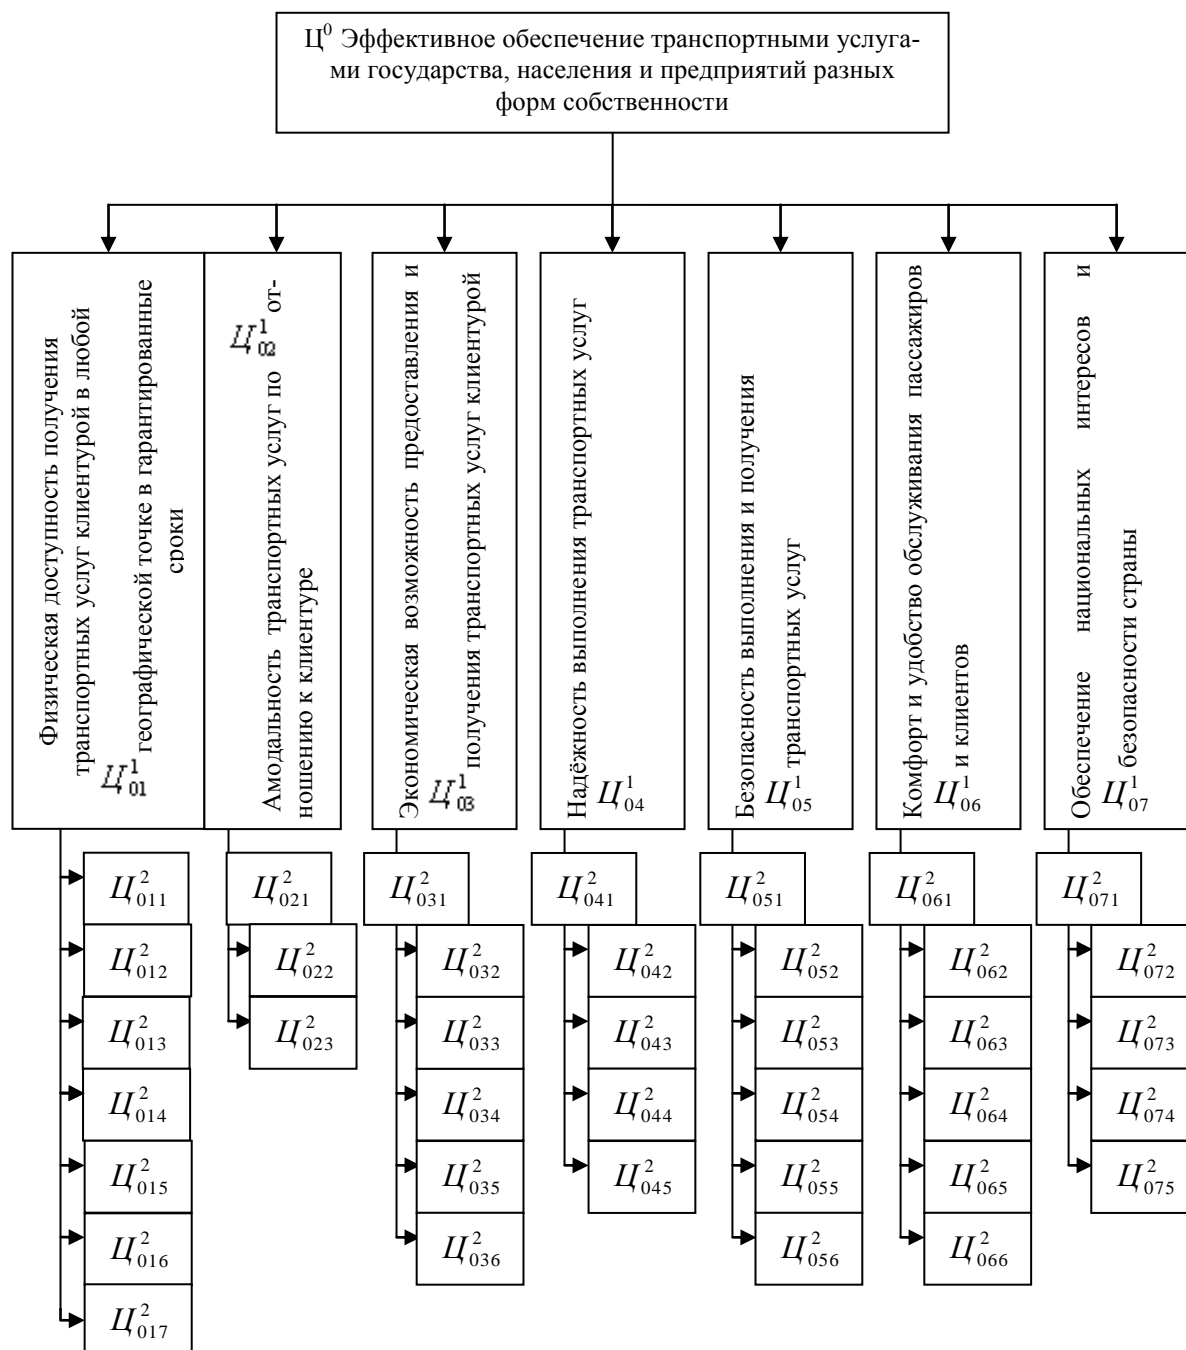 Ц⁰ Эффективное обеспечение транспортными услуга-
ми государства, населения и предприятий разных
форм собственности
Физическая доступность получения
транспортных услуг клиентурой в любой
Ц¹₀₁ географической точке в гарантированные
сроки
Амодальность транспортных услуг по Ц¹₀₂ от-
ношению к клиентуре
Экономическая возможность предоставления и
Ц¹₀₃ получения транспортных услуг клиентурой
Надёжность выполнения транспортных услуг
Ц¹₀₄
Безопасность выполнения и получения
Ц¹₀₅ транспортных услуг
Комфорт и удобство обслуживания пассажиров
Ц¹₀₆ и клиентов
Обеспечение национальных интересов и
Ц¹₀₇ безопасности страны
Ц²₀₁₁
Ц²₀₁₂
Ц²₀₁₃
Ц²₀₁₄
Ц²₀₁₅
Ц²₀₁₆
Ц²₀₁₇
Ц²₀₂₁
Ц²₀₂₂
Ц²₀₂₃
Ц²₀₃₁
Ц²₀₃₂
Ц²₀₃₃
Ц²₀₃₄
Ц²₀₃₅
Ц²₀₃₆
Ц²₀₄₁
Ц²₀₄₂
Ц²₀₄₃
Ц²₀₄₄
Ц²₀₄₅
Ц²₀₅₁
Ц²₀₅₂
Ц²₀₅₃
Ц²₀₅₄
Ц²₀₅₅
Ц²₀₅₆
Ц²₀₆₁
Ц²₀₆₂
Ц²₀₆₃
Ц²₀₆₄
Ц²₀₆₅
Ц²₀₆₆
Ц²₀₇₁
Ц²₀₇₂
Ц²₀₇₃
Ц²₀₇₄
Ц²₀₇₅